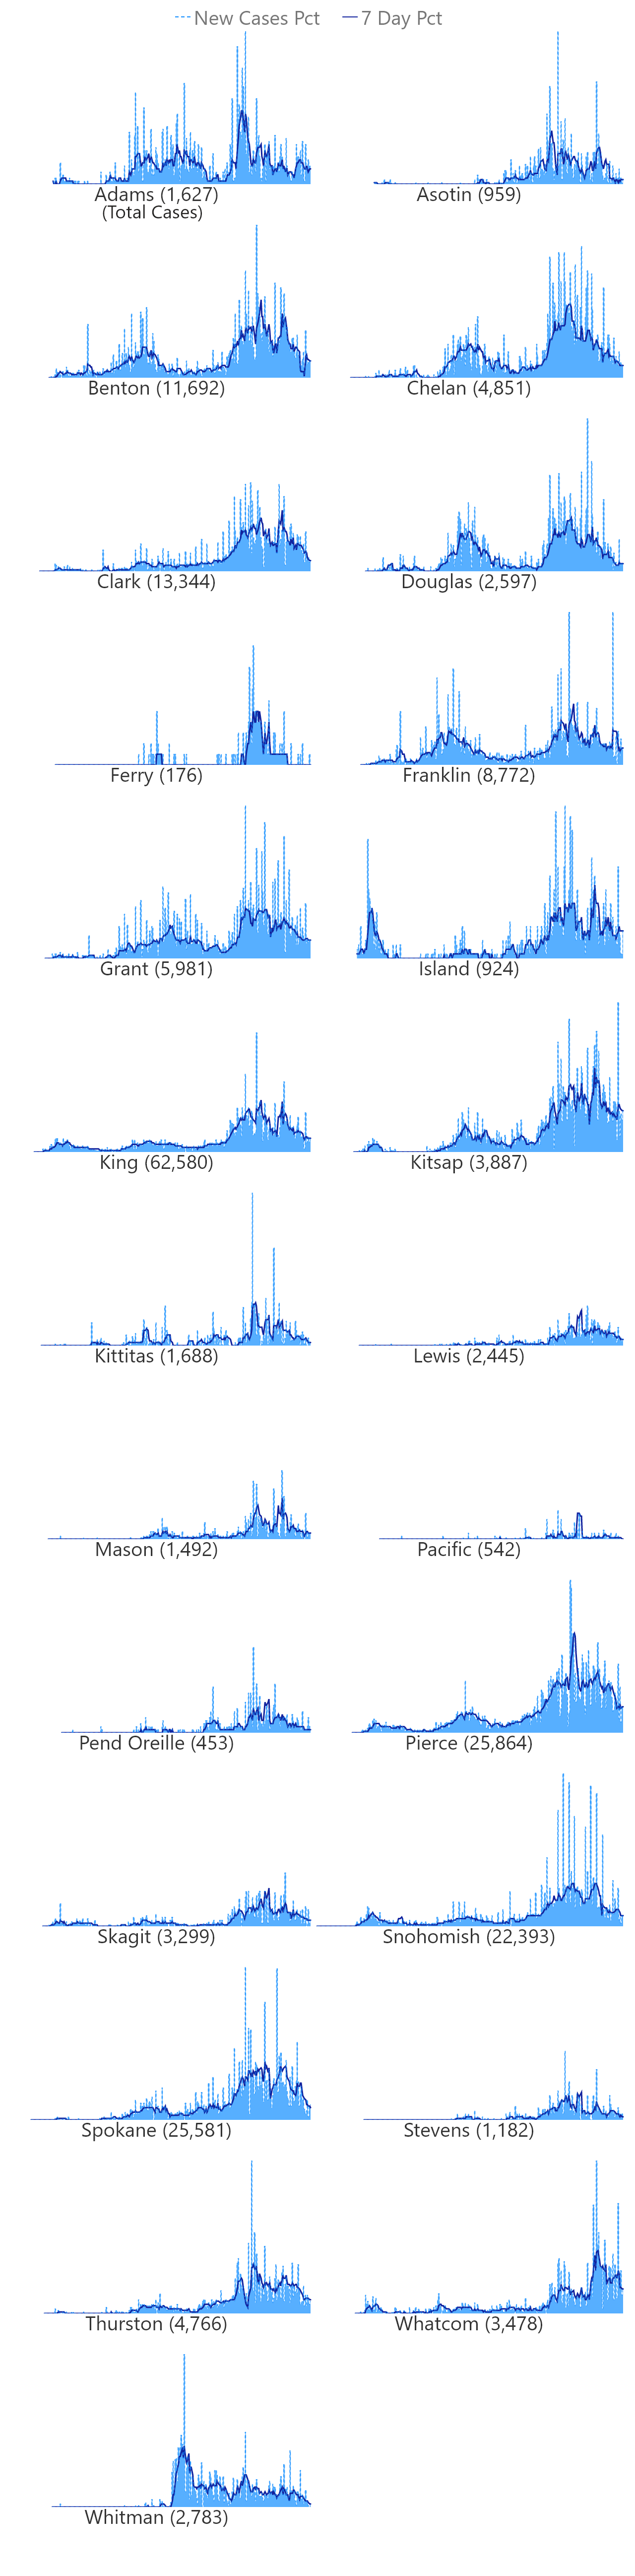 New Cases Pct 7 Day Pct
Adams (1,627)
(Total Cases)
Asotin (959)
Benton (11,692)
Chelan (4,851)
Clark (13,344)
Douglas (2,597)
Ferry (176)
Franklin (8,772)
Grant (5,981)
Island (924)
King (62,580)
Kitsap (3,887)
Kittitas (1,688)
Lewis (2,445)
Mason (1,492)
Pacific (542)
Pend Oreille (453)
Pierce (25,864)
Skagit (3,299)
Snohomish (22,393)
Spokane (25,581)
Stevens (1,182)
Thurston (4,766)
Whatcom (3,478)
Whitman (2,783)